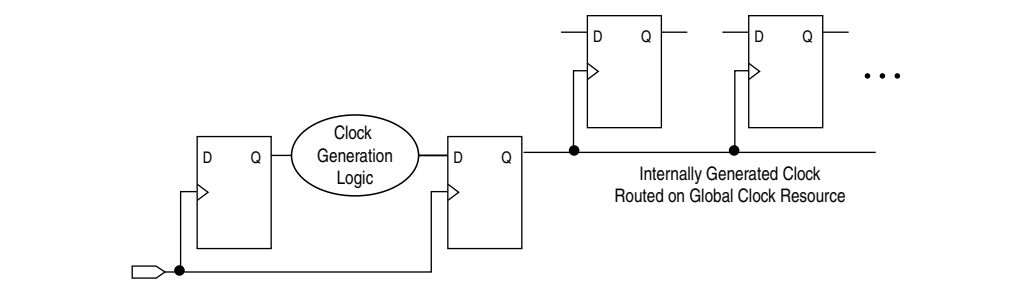 D Q
D Q
Clock
Generation
Logic
D Q
D Q
Internally Generated Clock
Routed on Global Clock Resource